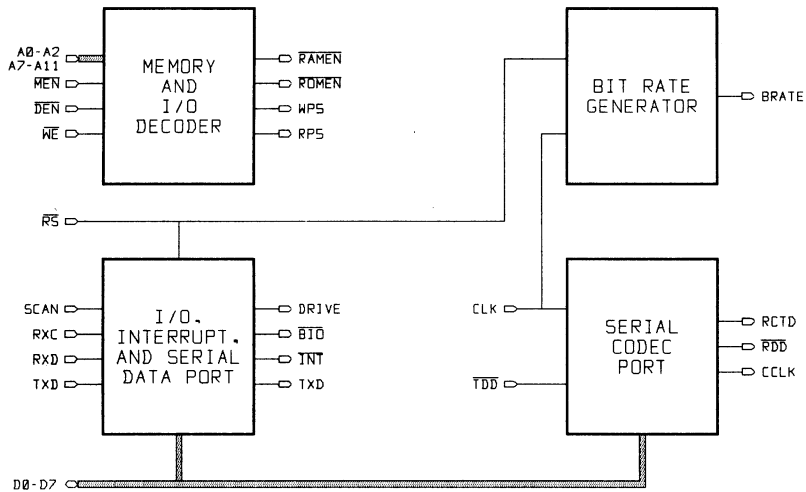 A0-A2
A7-A11
MEN
DEN
WE
MEMORY
AND
I/O
DECODER
RAMEN
ROMEN
WPS
RPS
BIT RATE
GENERATOR
BRATE
RS
SCAN
RXC
RXD
TXD
I/O,
INTERRUPT,
AND SERIAL
DATA PORT
DRIVE
BIO
INT
TXD
CLK
TDD
SERIAL
CODEC
PORT
RCTD
RDD
CCLK
D0-D7